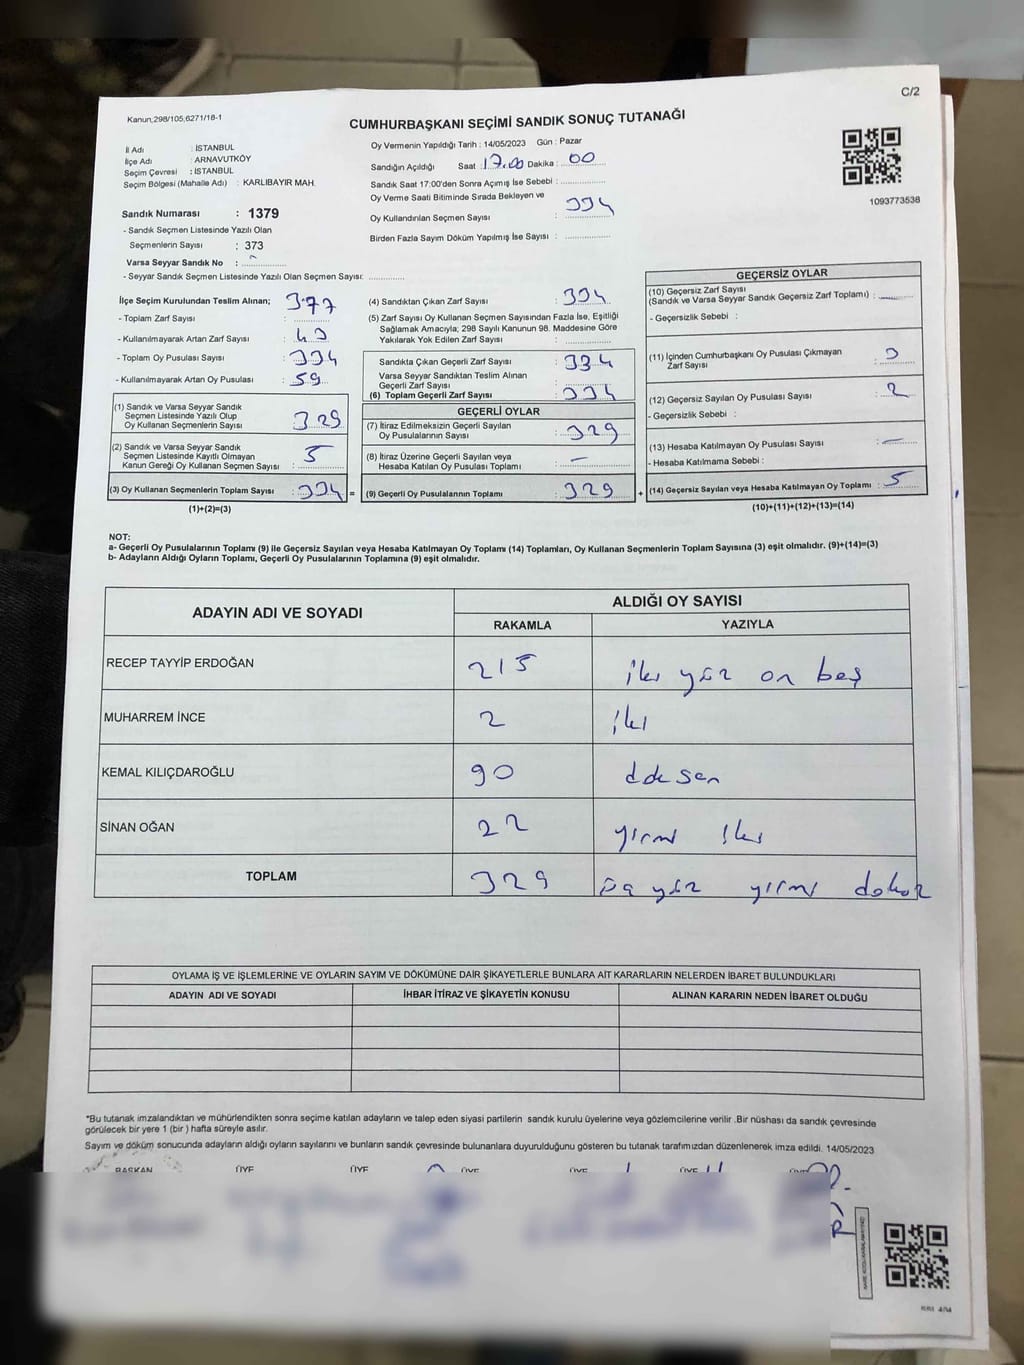 C/2
Kanun,298/105,6271/18-1
CUMHURBAŞKANI SEÇİMİ SANDIK SONUÇ TUTANAĞI
İl Adı : İSTANBUL
İlçe Adı : ARNAVUTKÖY
Seçim Çevresi : İSTANBUL
Seçim Bölgesi (Mahalle Adı) : KARLIBAYIR MAH.
Sandık Numarası : 1379
- Sandık Seçmen Listesinde Yazılı Olan
Seçmenlerin Sayısı : 373
Varsa Seyyar Sandık No :
- Seyyar Sandık Seçmen Listesinde Yazılı Olan Seçmen Sayısı:
Oy Vermenin Yapıldığı Tarih : 14/05/2023 Gün : Pazar
Sandığın Açıldığı Saat : 17.00 Dakika : 00
Sandık Saat 17:00'den Sonra Açımış İse Sebebi :
Oy Verme Saati Bitiminde Sırada Bekleyen ve
Oy Kullandırılan Seçmen Sayısı : 334
Birden Fazla Sayım Döküm Yapılmış İse Sayısı :
1093773538
İlçe Seçim Kurulundan Teslim Alınan;
- Toplam Zarf Sayısı : 377
- Kullanılmayarak Artan Zarf Sayısı : 43
- Toplam Oy Pusulası Sayısı : 334
- Kullanılmayarak Artan Oy Pusulası : 59
(1) Sandık ve Varsa Seyyar Sandık
Seçmen Listesinde Yazılı Olup
Oy Kullanan Seçmenlerin Sayısı : 329
(2) Sandık ve Varsa Seyyar Sandık
Seçmen Listesinde Kayıtlı Olmayan
Kanun Gereği Oy Kullanan Seçmen Sayısı : 5
(3) Oy Kullanan Seçmenlerin Toplam Sayısı : 334 =
(1)+(2)=(3)
(4) Sandıktan Çıkan Zarf Sayısı : 334
(5) Zarf Sayısı Oy Kullanan Seçmen Sayısından Fazla İse, Eşitliği
Sağlamak Amacıyla; 298 Sayılı Kanunun 98. Maddesine Göre
Yakılarak Yok Edilen Zarf Sayısı :
Sandıkta Çıkan Geçerli Zarf Sayısı : 334
Varsa Seyyar Sandıktan Teslim Alınan
Geçerli Zarf Sayısı :
(6) Toplam Geçerli Zarf Sayısı : 334
GEÇERLİ OYLAR
(7) İtiraz Edilmeksizin Geçerli Sayılan
Oy Pusulalarının Sayısı : 329
(8) İtiraz Üzerine Geçerli Sayılan veya
Hesaba Katılan Oy Pusulası Toplamı : –
(9) Geçerli Oy Pusulalarının Toplamı : 329 +
GEÇERSİZ OYLAR
(10) Geçersiz Zarf Sayısı
(Sandık ve Varsa Seyyar Sandık Geçersiz Zarf Toplamı) : –
- Geçersizlik Sebebi :
(11) İçinden Cumhurbaşkanı Oy Pusulası Çıkmayan
Zarf Sayısı : 3
(12) Geçersiz Sayılan Oy Pusulası Sayısı : 2
- Geçersizlik Sebebi :
(13) Hesaba Katılmayan Oy Pusulası Sayısı : –
- Hesaba Katılmama Sebebi :
(14) Geçersiz Sayılan veya Hesaba Katılmayan Oy Toplamı : 5
(10)+(11)+(12)+(13)=(14)
NOT:
a- Geçerli Oy Pusulalarının Toplamı (9) ile Geçersiz Sayılan veya Hesaba Katılmayan Oy Toplamı (14) Toplamları, Oy Kullanan Seçmenlerin Toplam Sayısına (3) eşit olmalıdır. (9)+(14)=(3)
b- Adayların Aldığı Oyların Toplamı, Geçerli Oy Pusulalarının Toplamına (9) eşit olmalıdır.
ADAYIN ADI VE SOYADI
ALDIĞI OY SAYISI
RAKAMLA YAZIYLA
RECEP TAYYİP ERDOĞAN 215 iki yüz on beş
MUHARREM İNCE 2 iki
KEMAL KILIÇDAROĞLU 90 doksan
SİNAN OĞAN 22 yirmi iki
TOPLAM 329 üç yüz yirmi dokuz
OYLAMA İŞ VE İŞLEMLERİNE VE OYLARIN SAYIM VE DÖKÜMÜNE DAİR ŞİKAYETLERLE BUNLARA AİT KARARLARIN NELERDEN İBARET BULUNDUKLARI
ADAYIN ADI VE SOYADI İHBAR İTİRAZ VE ŞİKAYETİN KONUSU ALINAN KARARIN NEDEN İBARET OLDUĞU
*Bu tutanak imzalandıktan ve mühürlendikten sonra seçime katılan adayların ve talep eden siyasi partilerin sandık kurulu üyelerine veya gözlemcilerine verilir .Bir nüshası da sandık çevresinde
görülecek bir yere 1 (bir ) hafta süreyle asılır.
Sayım ve döküm sonucunda adayların aldığı oyların sayılarını ve bunların sandık çevresinde bulunanlara duyurulduğunu gösteren bu tutanak tarafımızdan düzenlenerek imza edildi. 14/05/2023
BAŞKAN ÜYE ÜYE ÜYE ÜYE ÜYE ÜYE